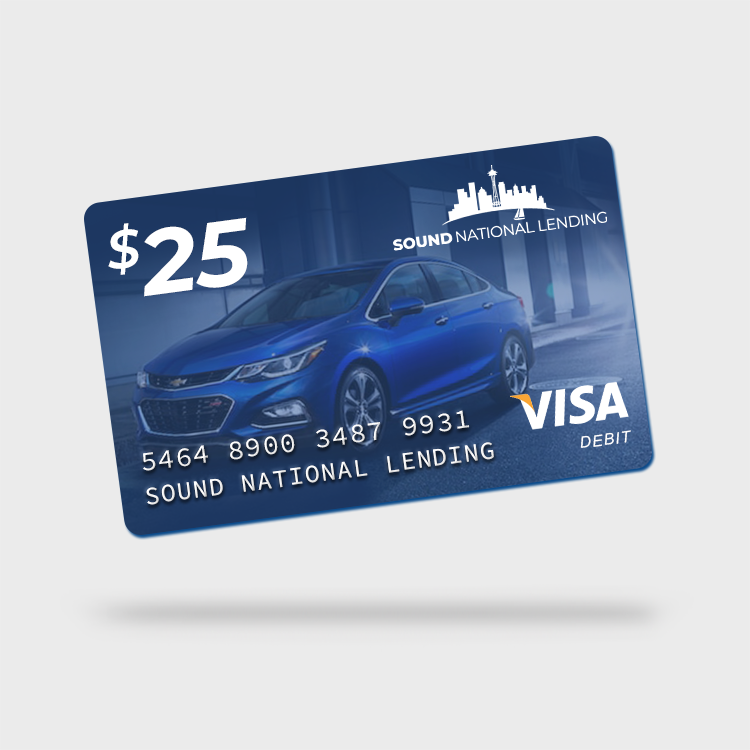 $25
SOUND NATIONAL LENDING
5464 8900 3487 9931
SOUND NATIONAL LENDING
VISA
DEBIT